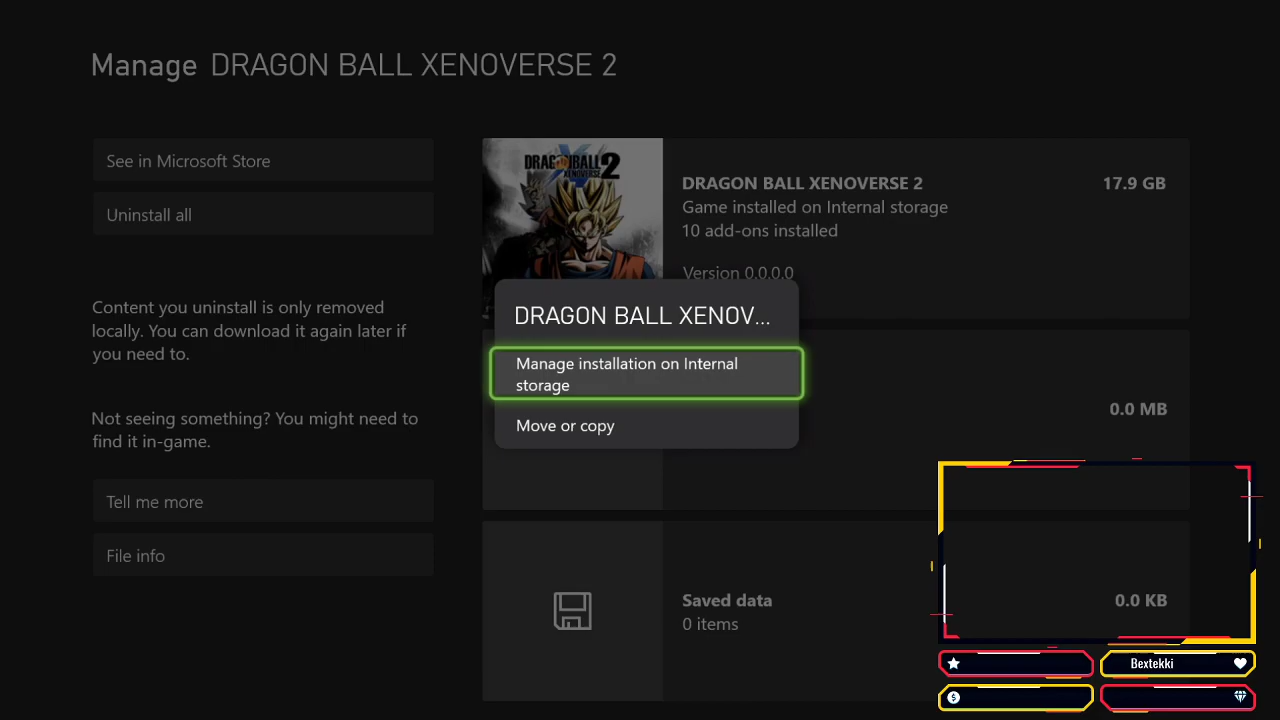 Manage DRAGON BALL XENOVERSE 2
See in Microsoft Store
Uninstall all
Content you uninstall is only removed
locally. You can download it again later if
you need to.
Not seeing something? You might need to
find it in-game.
Tell me more
File info
DRAGON BALL
XENOVERSE 2
DRAGON BALL XENOVERSE 2
17.9 GB
Game installed on Internal storage
10 add-ons installed
Version 0.0.0.0
DRAGON BALL XENOV...
Manage installation on Internal
storage
Move or copy
0.0 MB
Saved data
0.0 KB
0 items
Bextekki